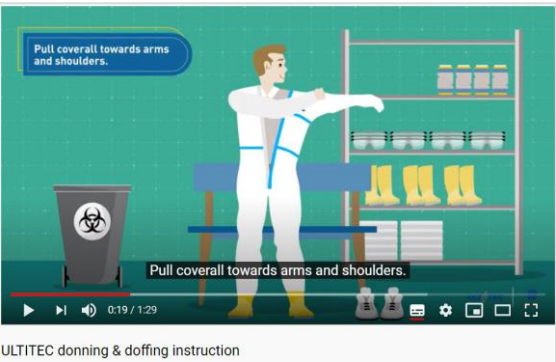 Pull coverall towards arms
and shoulders.
Pull coverall towards arms and shoulders.
0:19 / 1:29
ULTITEC donning & doffing instruction